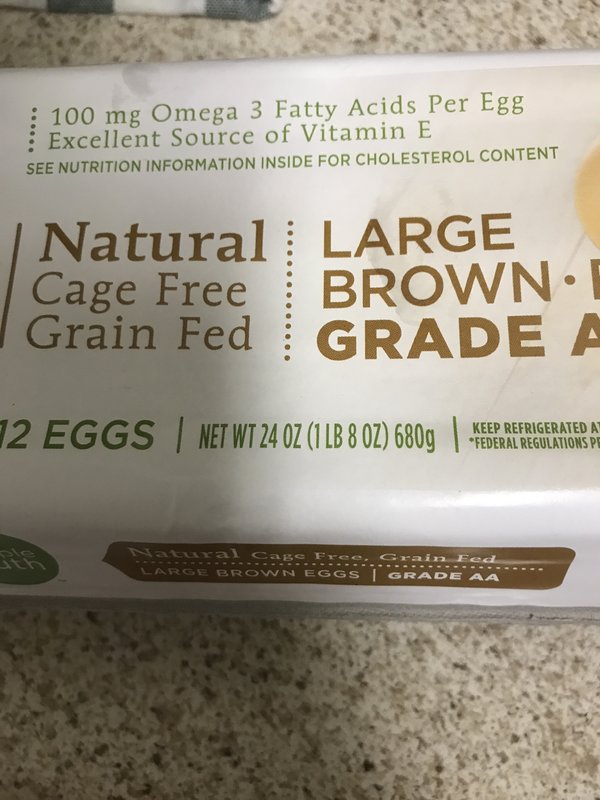 100 mg Omega 3 Fatty Acids Per Egg
Excellent Source of Vitamin E
SEE NUTRITION INFORMATION INSIDE FOR CHOLESTEROL CONTENT
Natural
Cage Free
Grain Fed
LARGE
BROWN •
GRADE A
12 EGGS | NET WT 24 OZ (1 LB 8 OZ) 680g
KEEP REFRIGERATED AT
*FEDERAL REGULATIONS
Natural Cage Free, Grain Fed
LARGE BROWN EGGS | GRADE AA